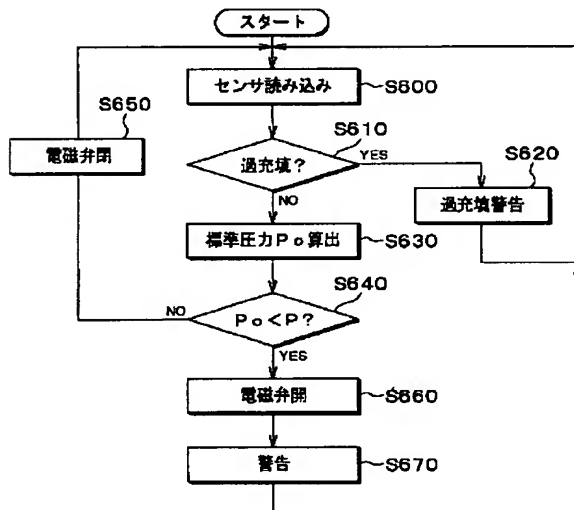 スタート
センサ読み込み
S600
S650
電磁弁閉
S610
過充填？
YES
S620
過充填警告
NO
標準圧力Ｐｏ算出
S630
S640
NO
Ｐｏ＜Ｐ？
YES
電磁弁開
S660
警告
S670